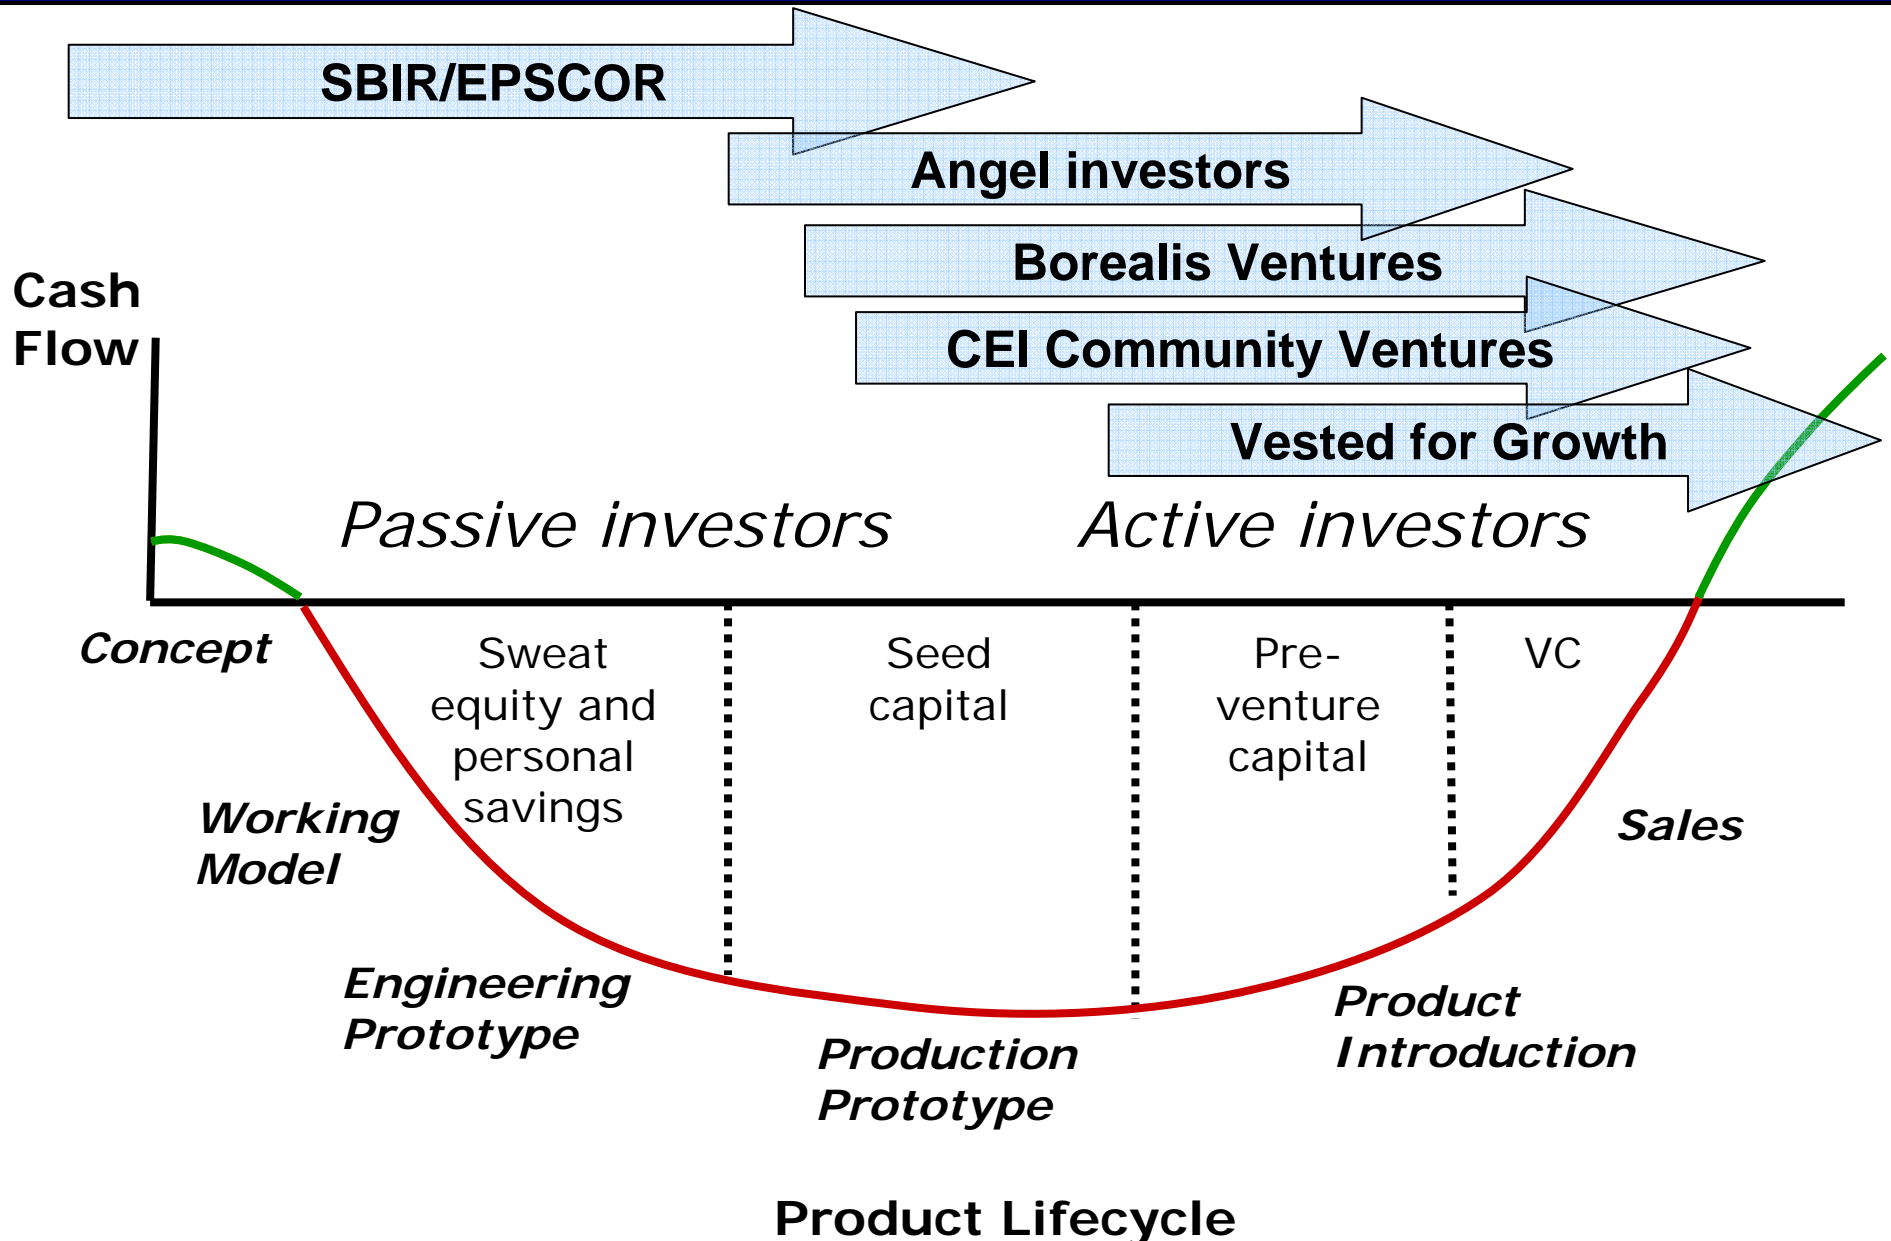 SBIR/EPSCOR
Angel investors
Borealis Ventures
CEI Community Ventures
Vested for Growth
Cash
Flow
Passive investors
Active investors
Concept
Sweat
equity and
personal
savings
Seed
capital
Pre-
venture
capital
VC
Working
Model
Sales
Engineering
Prototype
Production
Prototype
Product
Introduction
Product Lifecycle